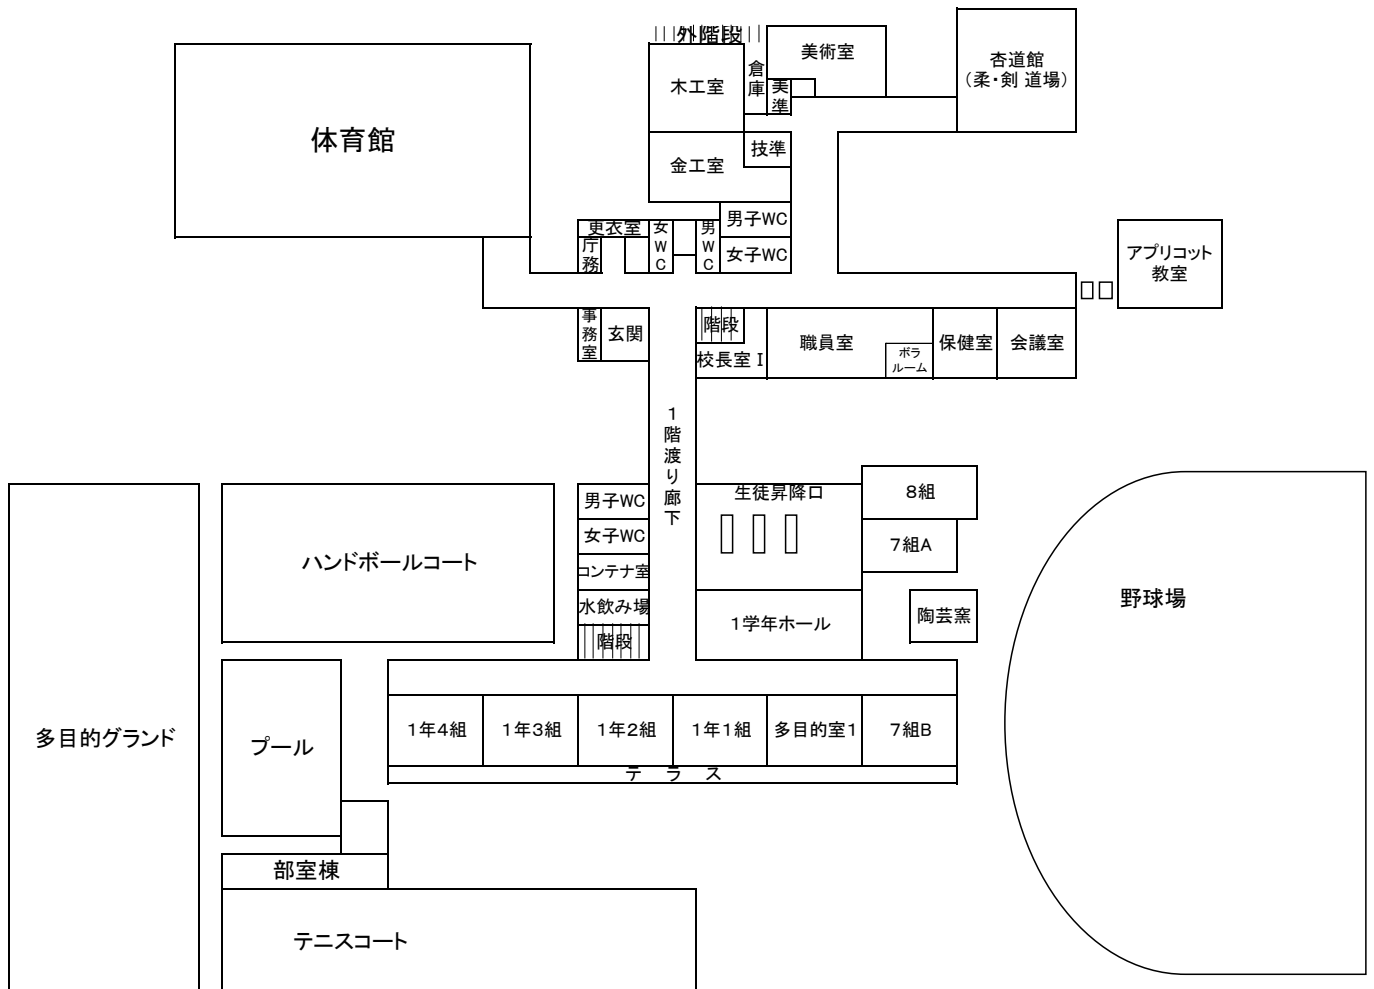 外階段
美術室
杏道館
（柔・剣 道場）
木工室
倉庫
美準
体育館
金工室
技準
更衣室
女WC
男WC
男子WC
女子WC
庁務
アプリコット
教室
事務室
玄関
階段
校長室Ⅰ
職員室
ボラ
ルーム
保健室
会議室
1階渡り廊下
男子WC
女子WC
コンテナ室
水飲み場
階段
生徒昇降口
8組
7組A
陶芸窯
1学年ホール
ハンドボールコート
野球場
多目的グランド
プール
1年4組
1年3組
1年2組
1年1組
多目的室1
7組B
テ ラ ス
部室棟
テニスコート